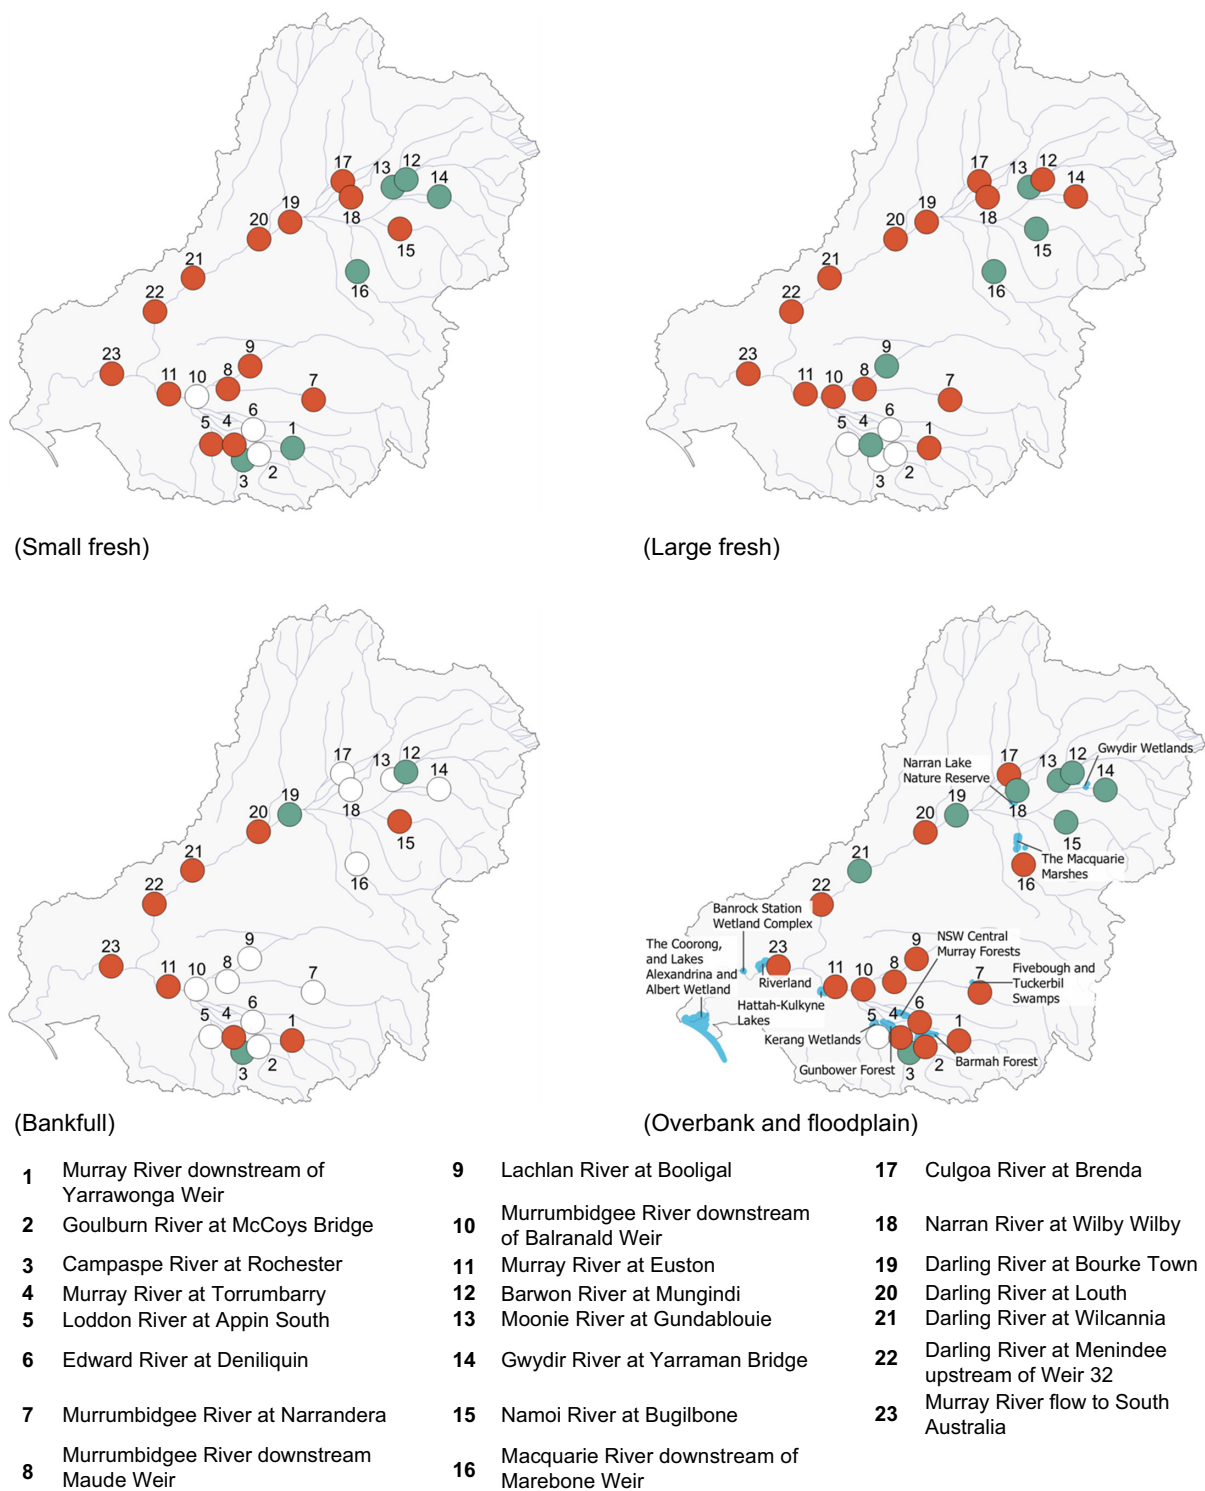 17
13
12
14
19
20
18
15
21
16
22
23
9
8
10
11
7
6
5
4
1
2
3
(Small fresh)
17
13
12
14
19
20
18
15
21
16
22
23
9
8
10
11
7
6
5
4
1
2
3
(Large fresh)
17
13
12
14
19
20
18
15
21
16
22
23
9
8
10
11
7
6
5
4
1
2
3
(Bankfull)
Gwydir Wetlands
Narran Lake
Nature Reserve
17
13
12
14
19
20
18
15
21
The Macquarie
Marshes
16
22
Banrock Station
Wetland Complex
The Coorong,
and Lakes
Alexandrina and
Albert Wetland
23
Riverland
Hattah-Kulkyne
Lakes
NSW Central
Murray Forests
9
8
10
11
7
Fivebough and
Tuckerbil
Swamps
6
5
4
1
Kerang Wetlands
Gunbower Forest
3
2
Barmah Forest
(Overbank and floodplain)
1 Murray River downstream of
Yarrawonga Weir
2 Goulburn River at McCoys Bridge
3 Campaspe River at Rochester
4 Murray River at Torrumbarry
5 Loddon River at Appin South
6 Edward River at Deniliquin
7 Murrumbidgee River at Narrandera
8 Murrumbidgee River downstream
Maude Weir
9 Lachlan River at Booligal
10 Murrumbidgee River downstream
of Balranald Weir
11 Murray River at Euston
12 Barwon River at Mungindi
13 Moonie River at Gundablouie
14 Gwydir River at Yarraman Bridge
15 Namoi River at Bugilbone
16 Macquarie River downstream of
Marebone Weir
17 Culgoa River at Brenda
18 Narran River at Wilby Wilby
19 Darling River at Bourke Town
20 Darling River at Louth
21 Darling River at Wilcannia
22 Darling River at Menindee
upstream of Weir 32
23 Murray River flow to South
Australia